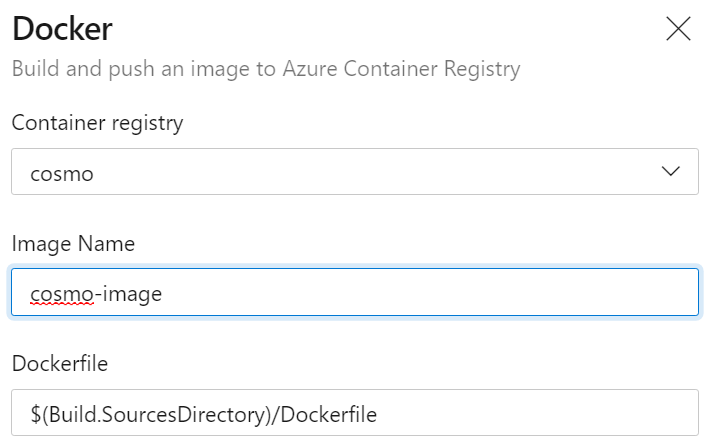 Docker
Build and push an image to Azure Container Registry
Container registry
cosmo
Image Name
cosmo-image
Dockerfile
$(Build.SourcesDirectory)/Dockerfile